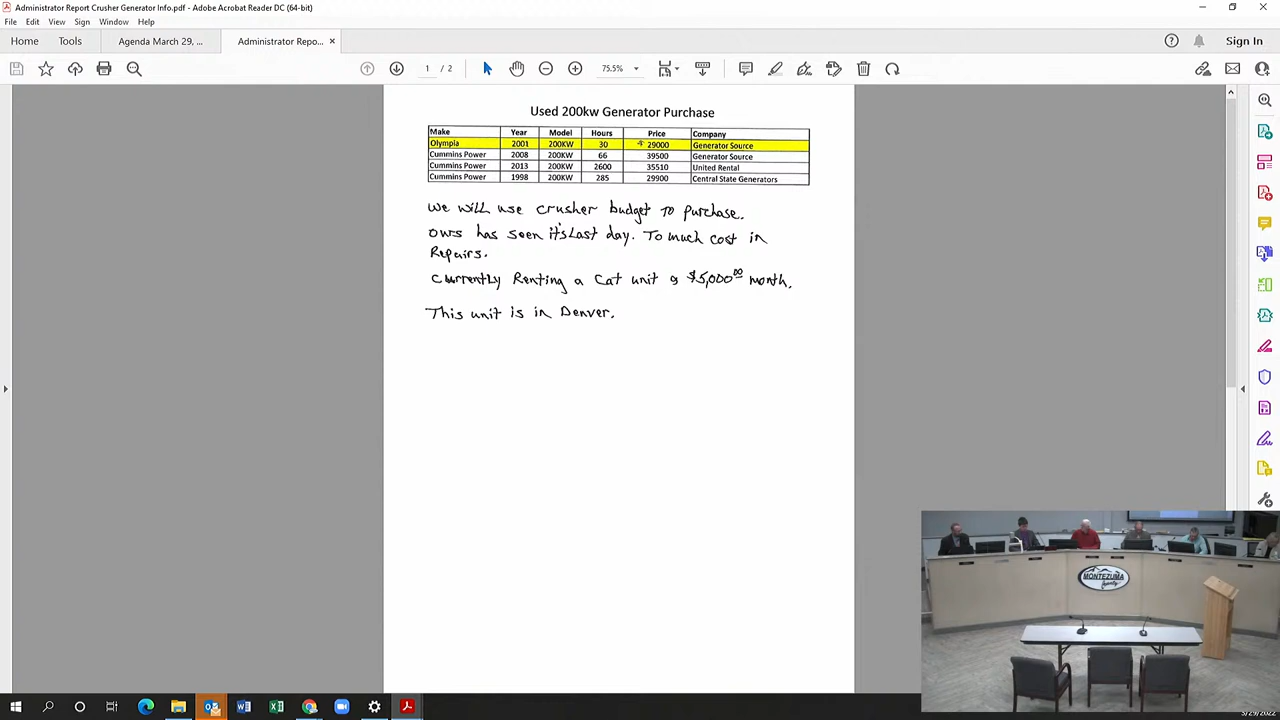 Administrator Report Crusher Generator Info.pdf - Adobe Acrobat Reader DC (64-bit)
File Edit View Sign Window Help
Home Tools Agenda March 29, ... Administrator Repo... × Sign In
1 / 2 75.5%
Used 200kw Generator Purchase
Make Year Model Hours Price Company
Olympia 2001 200KW 30 29000 Generator Source
Cummins Power 2008 200KW 66 39500 Generator Source
Cummins Power 2013 200KW 2600 35510 United Rental
Cummins Power 1998 200KW 285 29900 Central State Generators
We will use crusher budget to purchase.
ours has seen it's last day. To much cost in
Repairs.
Currently Renting a Cat unit @ $5,000.00 month.
This unit is in Denver.
MONTEZUMA
County
3/29/2022